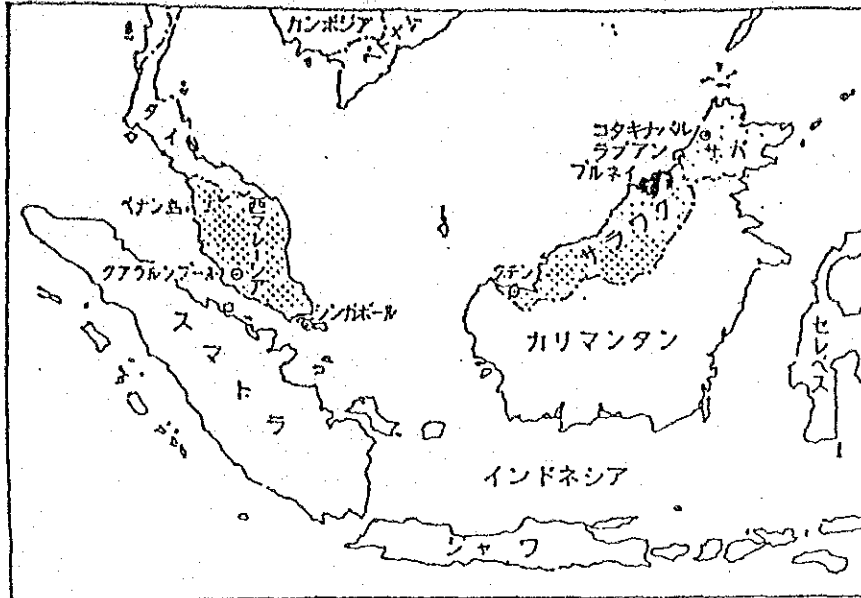 カンボジア
ベトナム
タイ
コタキナバル
ラブアン
サバ
ブルネイ
ペナン島
西マレーシア
サラワク
クアラルンプール
クチン
シンガポール
スマトラ
カリマンタン
セレベス
インドネシア
ジャワ